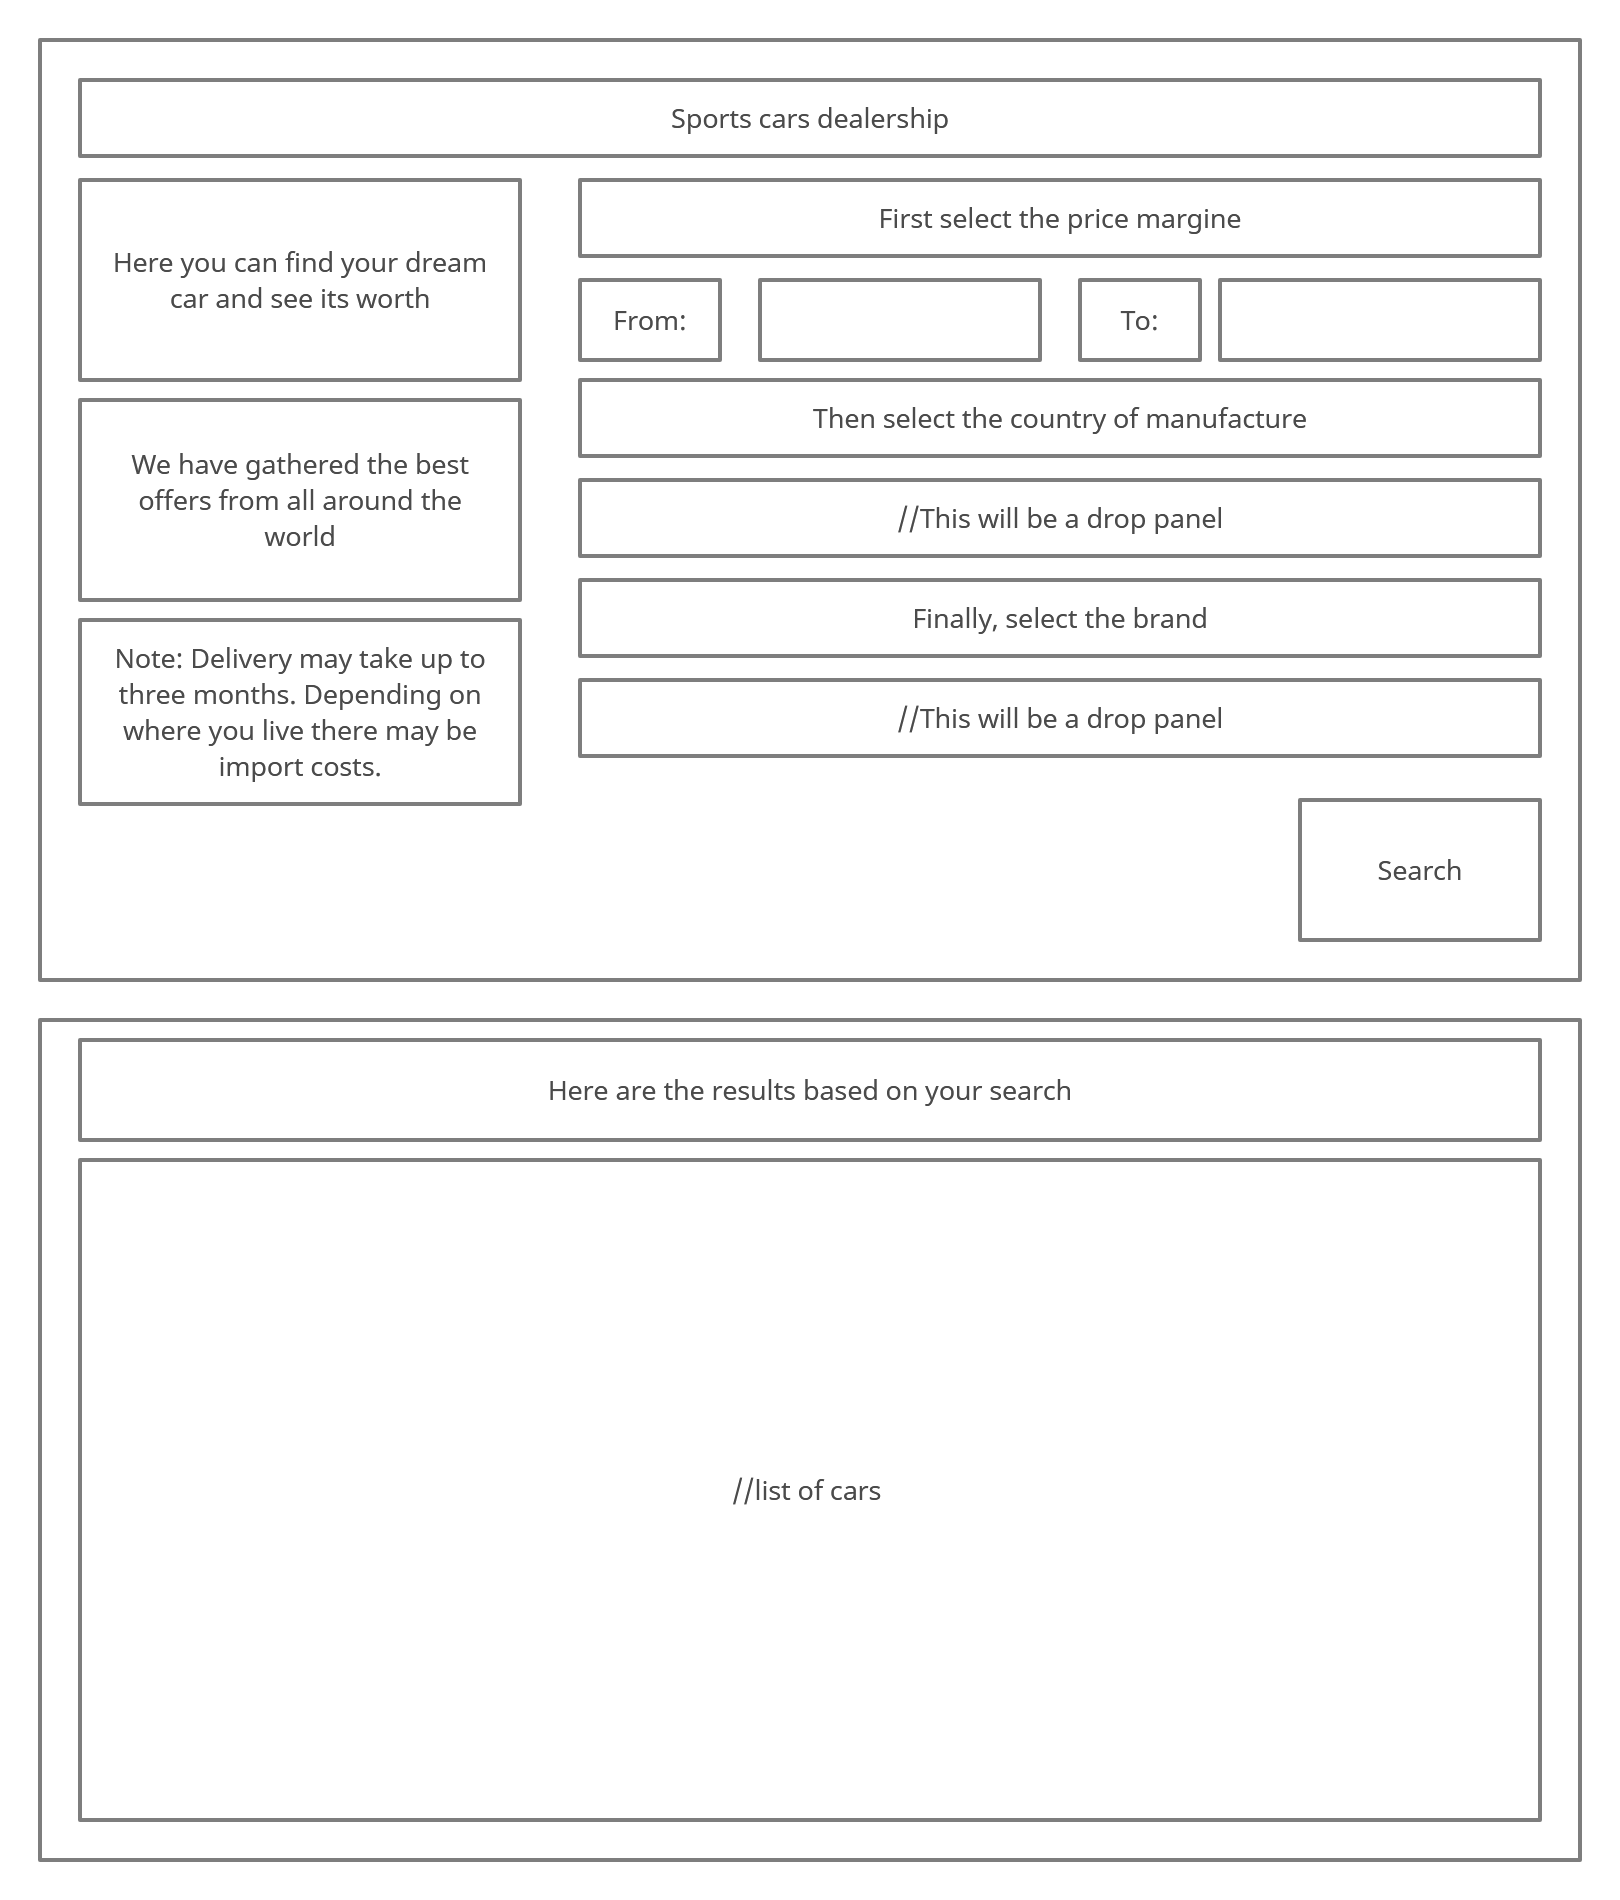 Sports cars dealership
Here you can find your dream
car and see its worth
We have gathered the best
offers from all around the
world
Note: Delivery may take up to
three months. Depending on
where you live there may be
import costs.
First select the price margine
From:
To:
Then select the country of manufacture
//This will be a drop panel
Finally, select the brand
//This will be a drop panel
Search
Here are the results based on your search
//list of cars